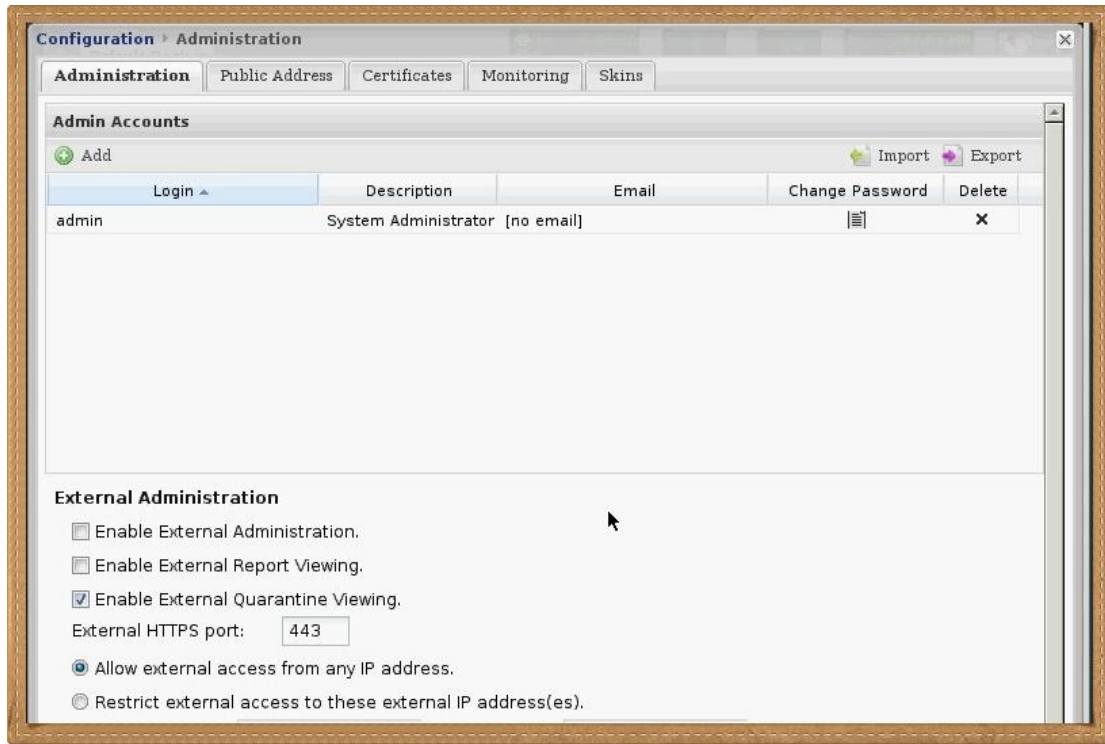 Configuration Administration
Administration Public Address Certificates Monitoring Skins
Admin Accounts
Add Import Export
Login Description Email Change Password Delete
admin System Administrator [no email]
External Administration
Enable External Administration.
Enable External Report Viewing.
Enable External Quarantine Viewing.
External HTTPS port: 443
Allow external access from any IP address.
Restrict external access to these external IP address(es).